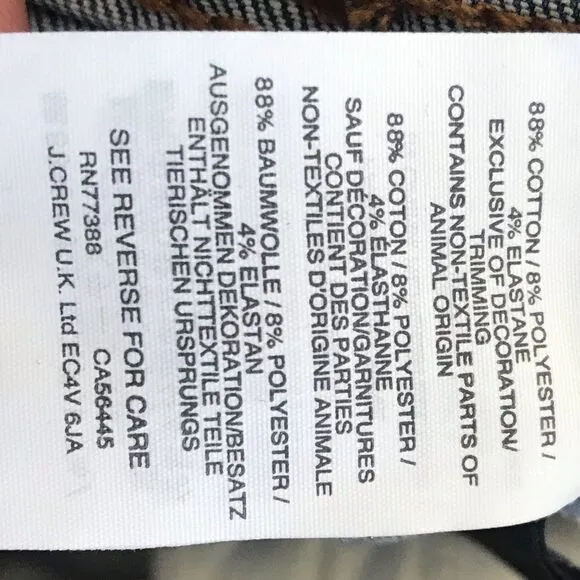 88% COTTON / 8% POLYESTER /
4% ELASTANE
EXCLUSIVE OF DECORATION/
TRIMMING
CONTAINS NON-TEXTILE PARTS OF
ANIMAL ORIGIN
88% COTON / 8% POLYESTER /
4% ÉLASTHANNE
SAUF DÉCORATION/GARNITURES
CONTIENT DES PARTIES
NON-TEXTILES D'ORIGINE ANIMALE
88% BAUMWOLLE / 8% POLYESTER /
4% ELASTAN
AUSGENOMMEN DEKORATION/BESATZ
ENTHÄLT NICHTTEXTILE TEILE
TIERISCHEN URSPRUNGS
SEE REVERSE FOR CARE
RN77388 CA56445
J.CREW U.K. Ltd EC4V 6JA